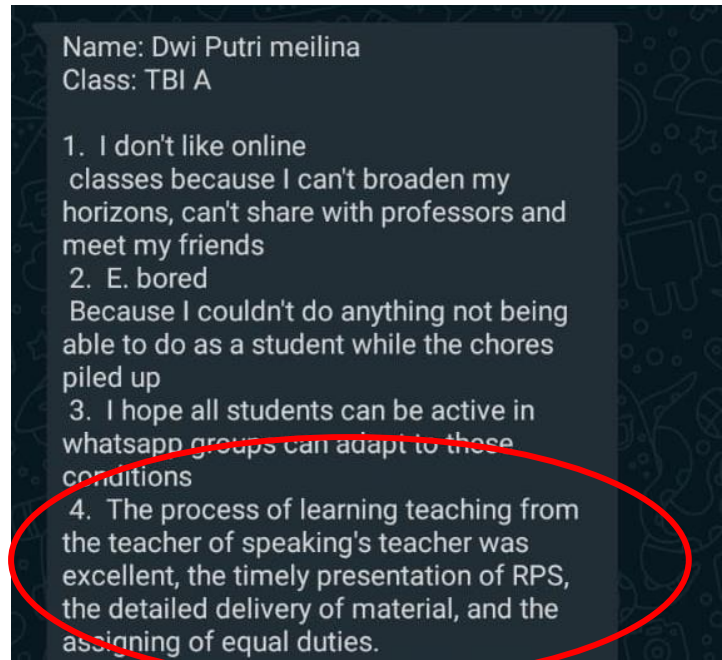 Name: Dwi Putri meilina
Class: TBI A
1. I don't like online
classes because I can't broaden my
horizons, can't share with professors and
meet my friends
2. E. bored
Because I couldn't do anything not being
able to do as a student while the chores
piled up
3. I hope all students can be active in
whatsapp groups can adapt to these
conditions
4. The process of learning teaching from
the teacher of speaking's teacher was
excellent, the timely presentation of RPS,
the detailed delivery of material, and the
assigning of equal duties.